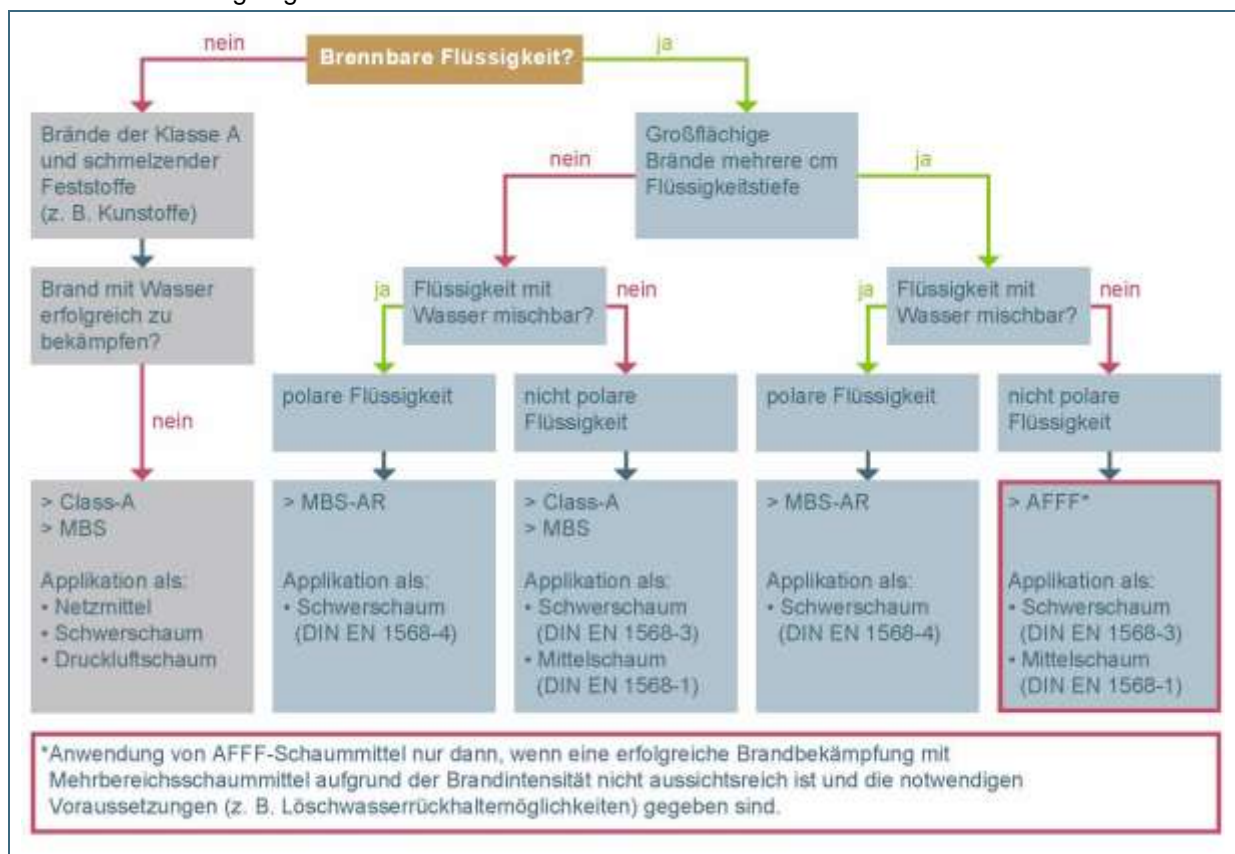 nein
Brennbare Flüssigkeit?
ja
Brände der Klasse A
und schmelzender
Feststoffe
(z. B. Kunstoffe)
nein
Großflächige
Brände mehrere cm
Flüssigkeitstiefe
ja
Brand mit Wasser
erfolgreich zu
bekämpfen?
ja
Flüssigkeit mit
Wasser mischbar?
nein
ja
Flüssigkeit mit
Wasser mischbar?
nein
nein
polare Flüssigkeit
nicht polare
Flüssigkeit
polare Flüssigkeit
nicht polare
Flüssigkeit
> Class-A
> MBS
Applikation als:
• Netzmittel
• Schwerschaum
• Druckluftschaum
> MBS-AR
Applikation als:
• Schwerschaum
(DIN EN 1568-4)
> Class-A
> MBS
Applikation als:
• Schwerschaum
(DIN EN 1568-3)
• Mittelschaum
(DIN EN 1568-1)
> MBS-AR
Applikation als:
• Schwerschaum
(DIN EN 1568-4)
> AFFF*
Applikation als:
• Schwerschaum
(DIN EN 1568-3)
• Mittelschaum
(DIN EN 1568-1)
*Anwendung von AFFF-Schaummittel nur dann, wenn eine erfolgreiche Brandbekämpfung mit
Mehrbereichsschaummittel aufgrund der Brandintensität nicht aussichtsreich ist und die notwendigen
Voraussetzungen (z. B. Löschwasserrückhaltemöglichkeiten) gegeben sind.